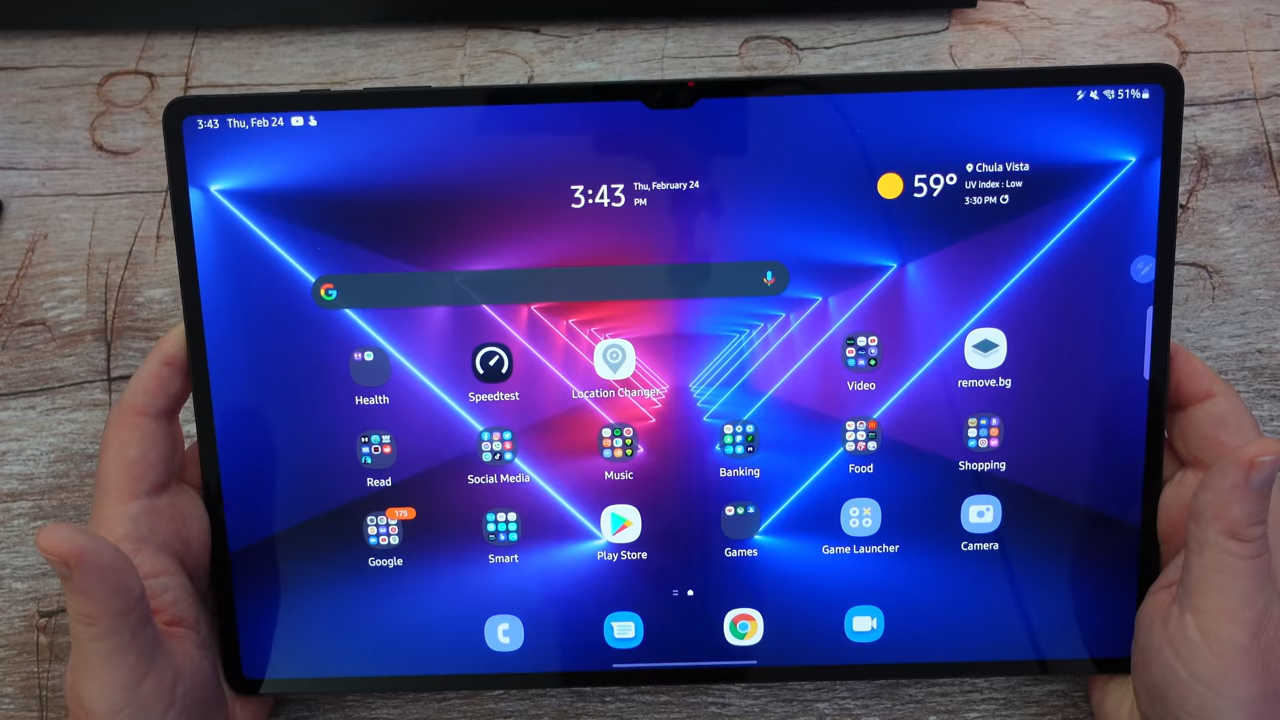 3:43 Thu, Feb 24
51%
3:43
Thu, February 24
PM
59°
Chula Vista
UV index : Low
3:30 PM
G
Health
Speedtest
Location Changer
Video
remove.bg
Read
Social Media
Music
Banking
Food
Shopping
175
Google
Smart
Play Store
Games
Game Launcher
Camera